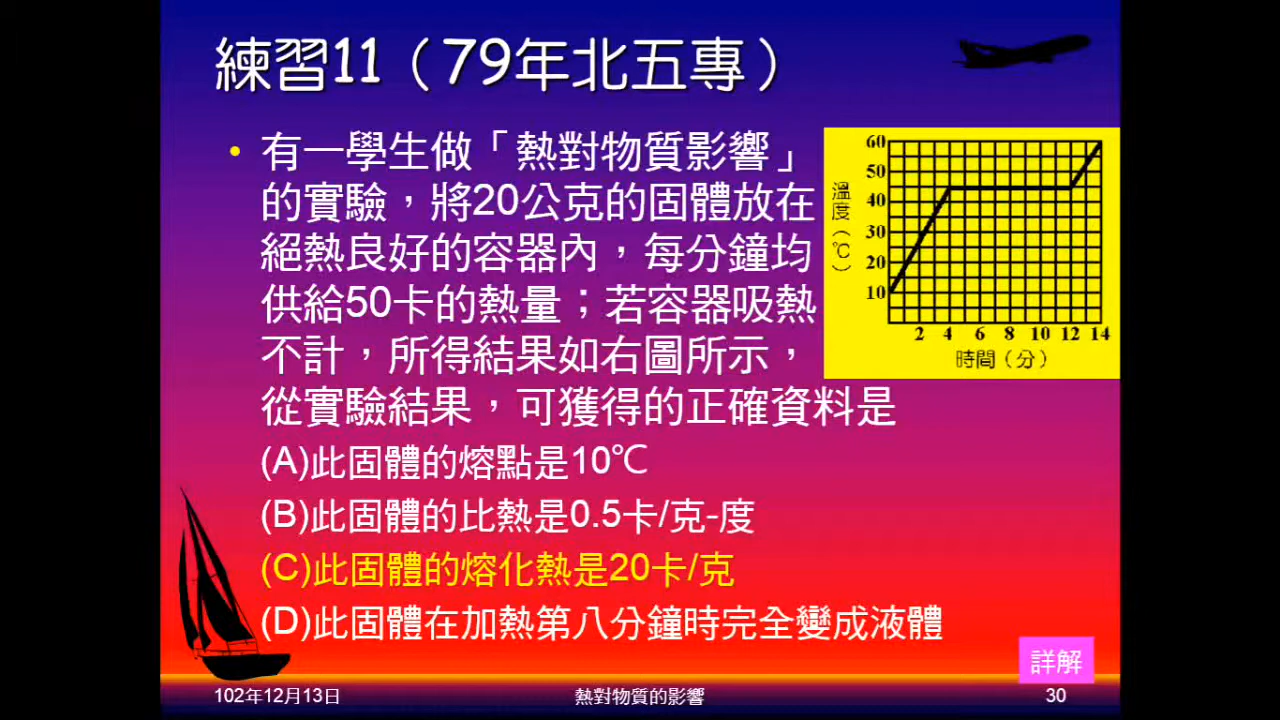 練習11（79年北五專）
• 有一學生做「熱對物質影響」
的實驗，將20公克的固體放在
絕熱良好的容器內，每分鐘均
供給50卡的熱量；若容器吸熱
不計，所得結果如右圖所示，
從實驗結果，可獲得的正確資料是
(A)此固體的熔點是10℃
(B)此固體的比熱是0.5卡/克-度
(C)此固體的熔化熱是20卡/克
(D)此固體在加熱第八分鐘時完全變成液體
60
50
40
30
20
10
溫度（℃）
2 4 6 8 10 12 14
時間（分）
詳解
102年12月13日
熱對物質的影響
30